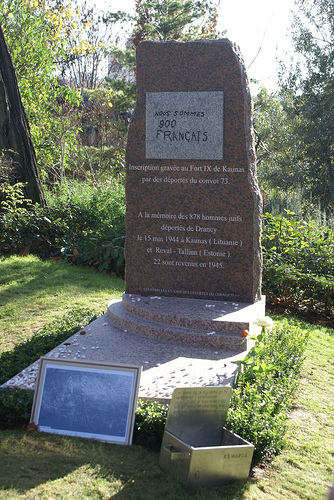 NOUS SOMMES
900
FRANCAIS
Inscription gravée au Fort IX de Kaunas
par des déportés du convoi 73.
A la mémoire des 878 hommes juifs
déportés de Drancy
le 15 mai 1944 à Kaunas ( Lituanie )
et Reval - Tallinn ( Estonie )
22 sont revenus en 1945.